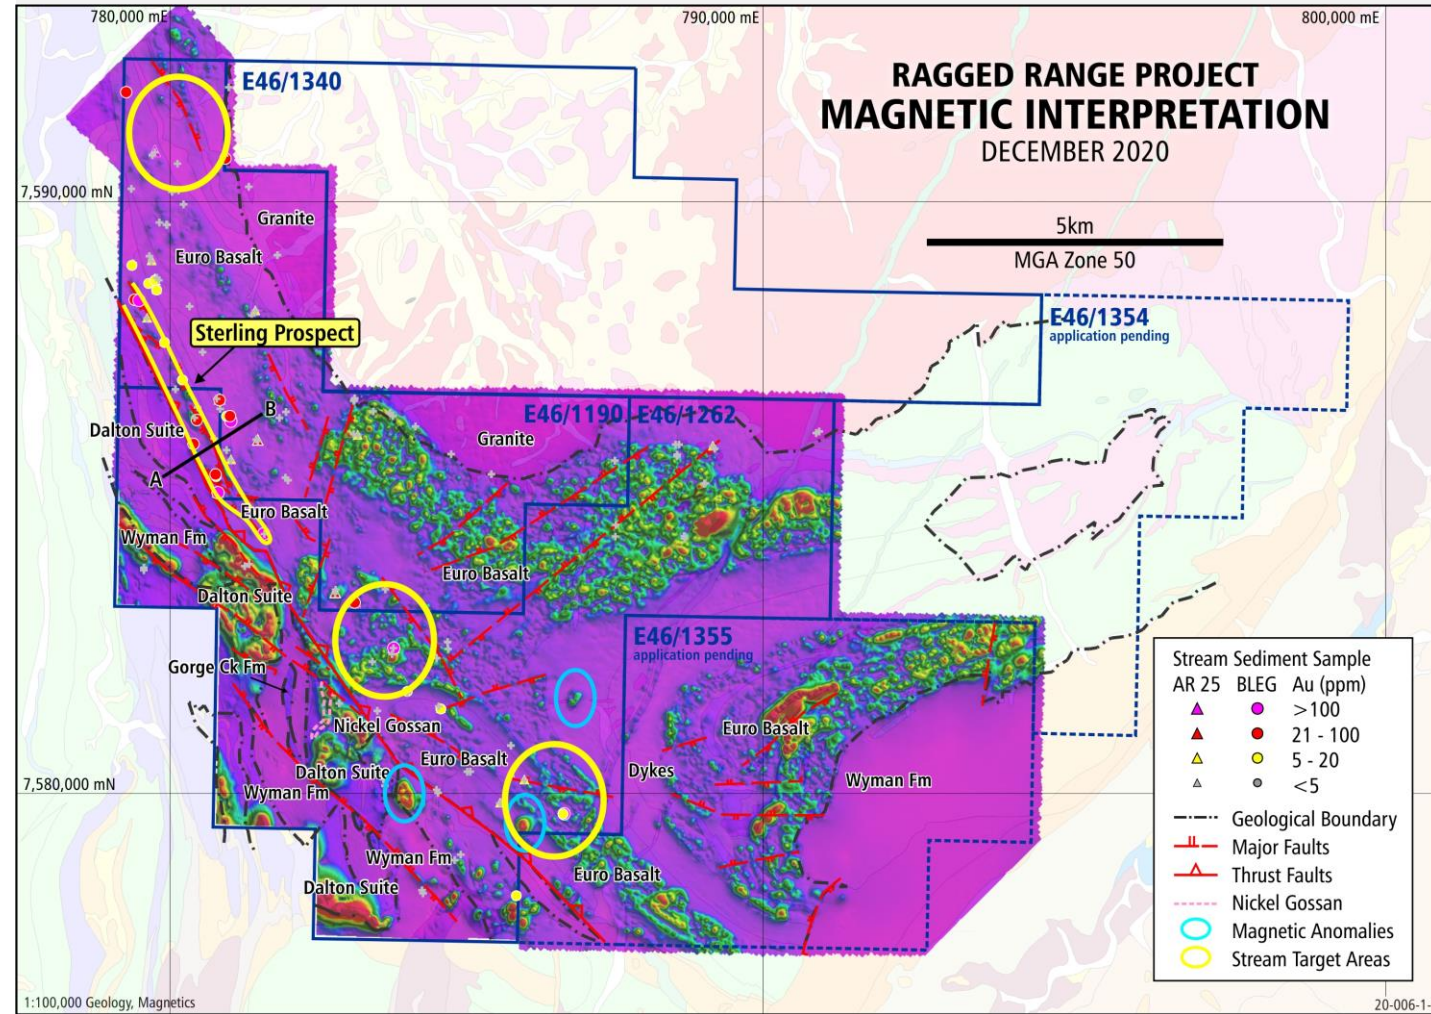 780,000 mE
790,000 mE
800,000 mE
E46/1340
RAGGED RANGE PROJECT
MAGNETIC INTERPRETATION
DECEMBER 2020
7,590,000 mN
Granite
5km
MGA Zone 50
Euro Basalt
E46/1354
application pending
Sterling Prospect
B
E46/1190
E46/1262
Dalton Suite
Granite
A
Euro Basalt
Wyman Fm
Euro Basalt
Dalton Suite
E46/1355
application pending
Gorge Ck Fm
Nickel Gossan
Euro Basalt
Euro Basalt
Dalton Suite
Dykes
Wyman Fm
7,580,000 mN
Wyman Fm
Wyman Fm
Euro Basalt
Dalton Suite
Stream Sediment Sample
AR 25 BLEG Au (ppm)
>100
21 - 100
5 - 20
<5
Geological Boundary
Major Faults
Thrust Faults
Nickel Gossan
Magnetic Anomalies
Stream Target Areas
1:100,000 Geology, Magnetics
20-006-1-